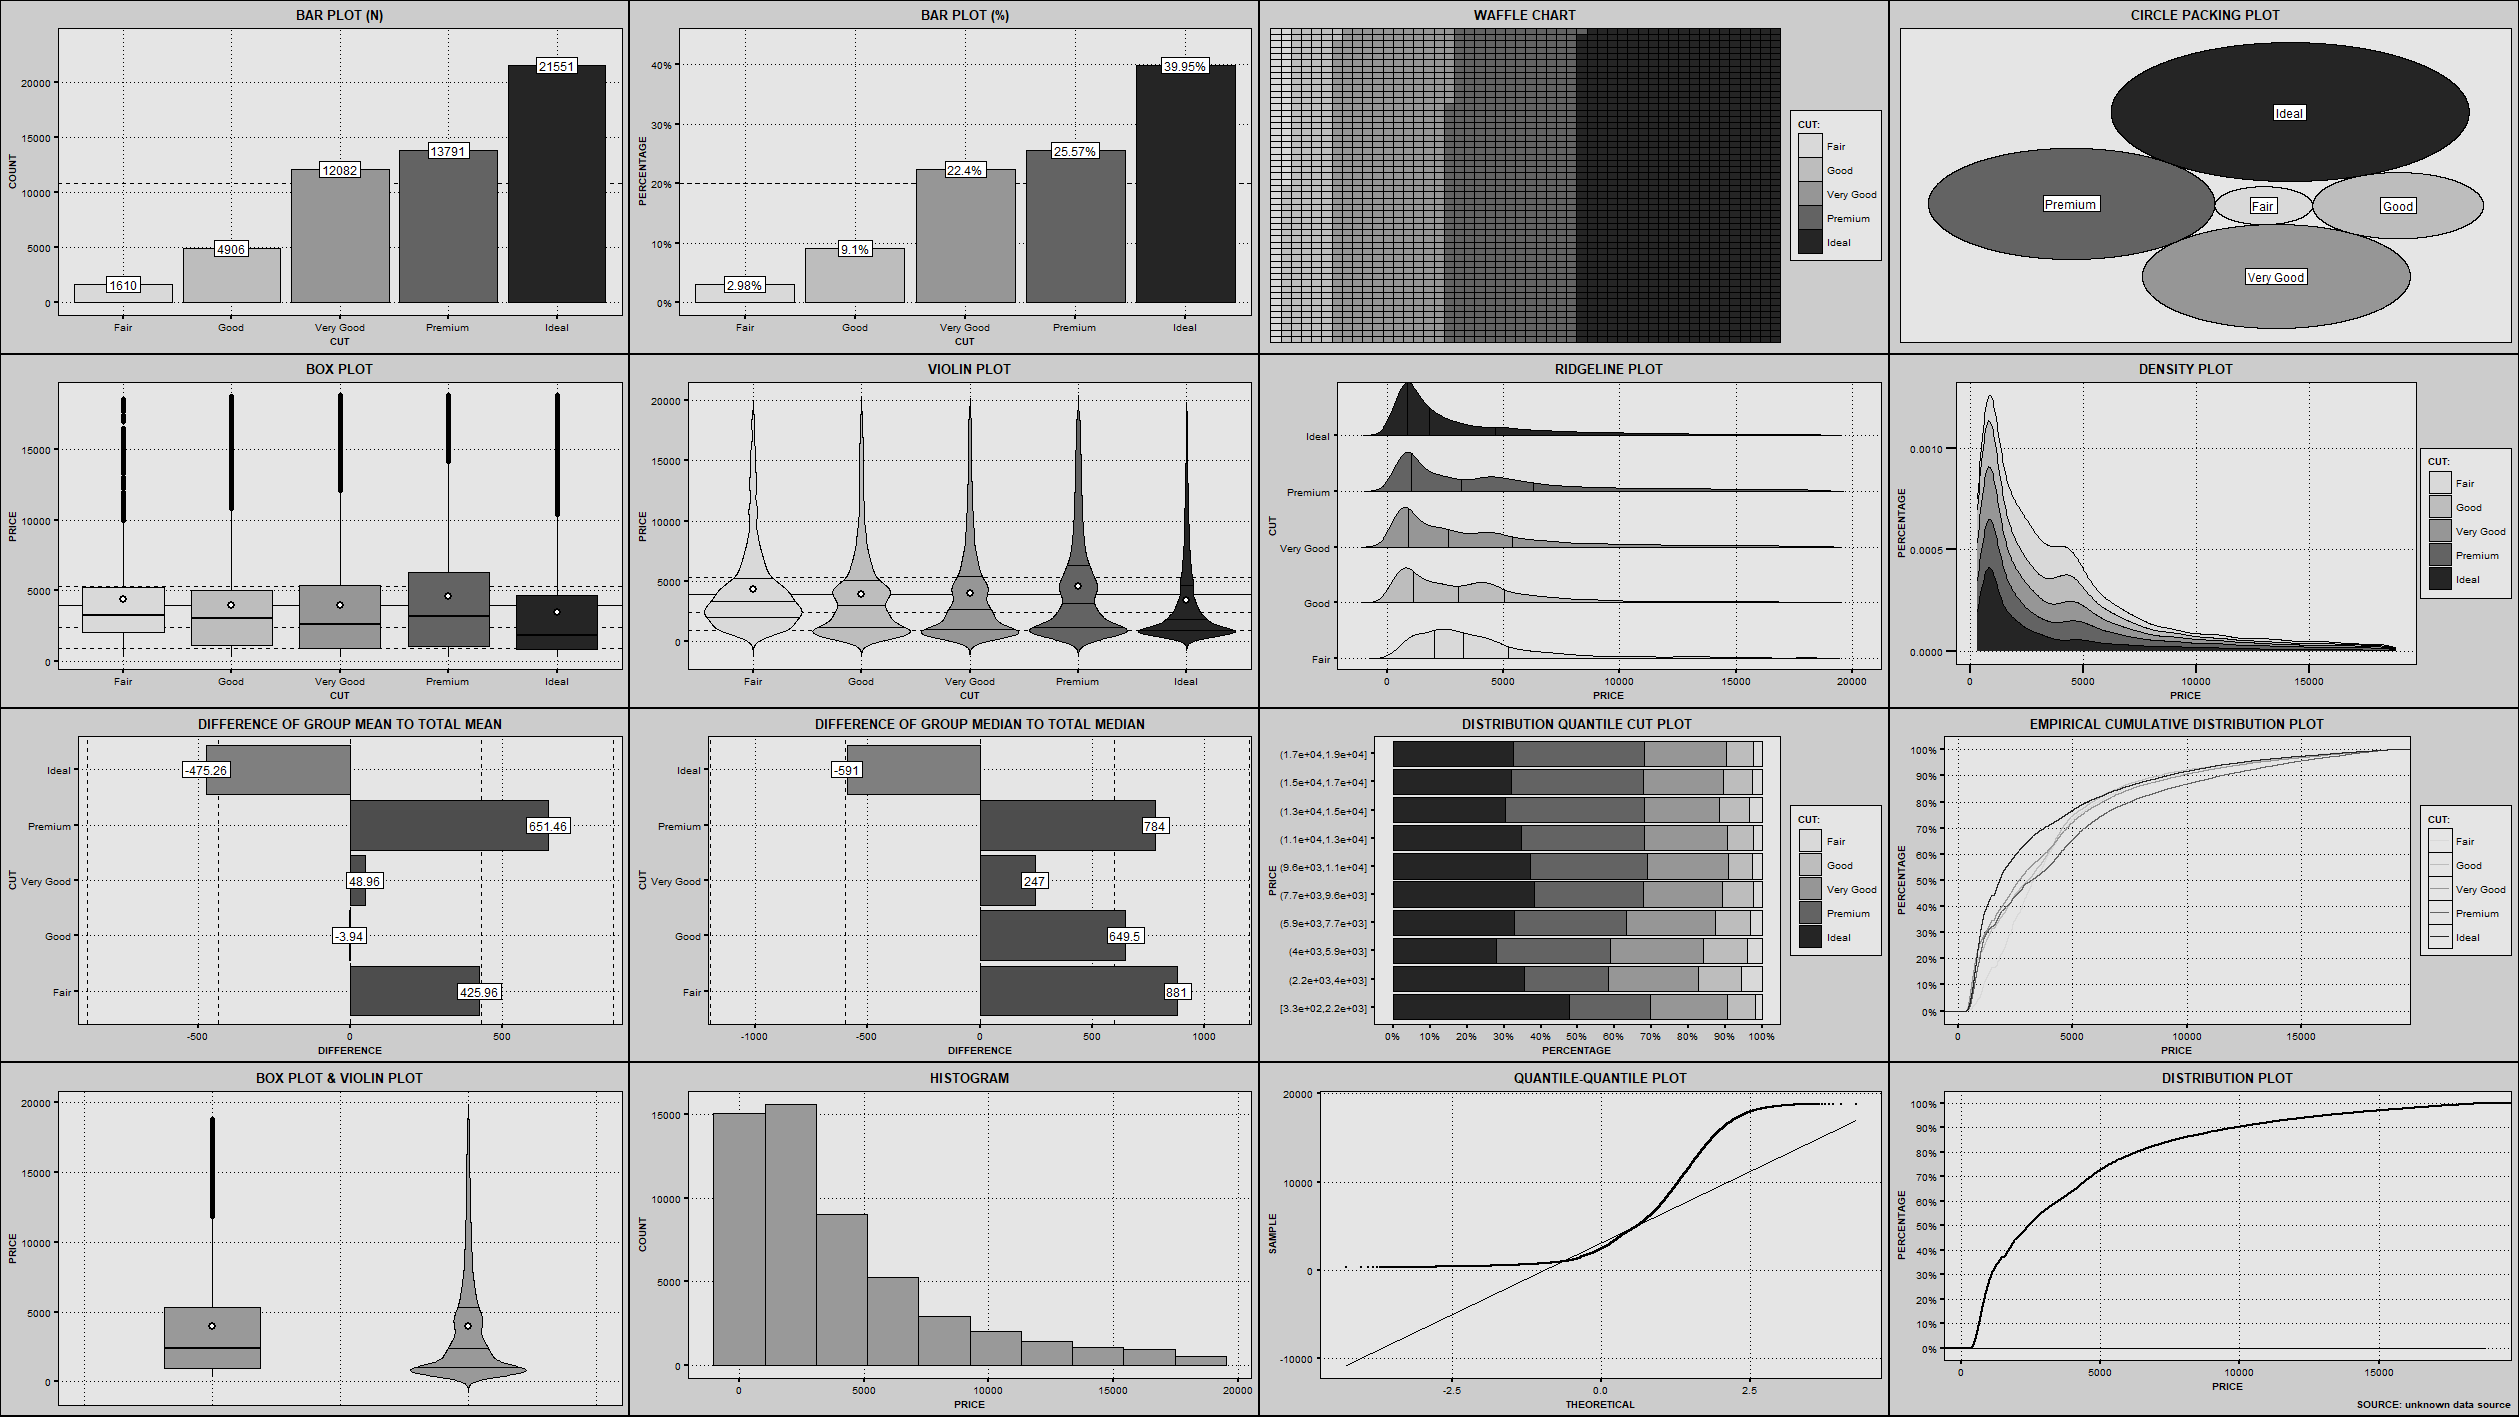 BAR PLOT (N)
COUNT
20000
15000
10000
5000
0
1610
4906
12082
13791
21551
Fair
Good
Very Good
Premium
Ideal
CUT
BAR PLOT (%)
PERCENTAGE
40%
30%
20%
10%
0%
2.98%
9.1%
22.4%
25.57%
39.95%
Fair
Good
Very Good
Premium
Ideal
CUT
WAFFLE CHART
CUT:
Fair
Good
Very Good
Premium
Ideal
CIRCLE PACKING PLOT
Ideal
Premium
Fair
Good
Very Good
BOX PLOT
PRICE
15000
10000
5000
0
Fair
Good
Very Good
Premium
Ideal
CUT
VIOLIN PLOT
PRICE
20000
15000
10000
5000
0
Fair
Good
Very Good
Premium
Ideal
CUT
RIDGELINE PLOT
CUT
Ideal
Premium
Very Good
Good
Fair
0
5000
10000
15000
20000
PRICE
DENSITY PLOT
PERCENTAGE
0.0010
0.0005
0.0000
0
5000
10000
15000
PRICE
CUT:
Fair
Good
Very Good
Premium
Ideal
DIFFERENCE OF GROUP MEAN TO TOTAL MEAN
CUT
Ideal
Premium
Very Good
Good
Fair
-475.26
651.46
48.96
-3.94
425.96
-500
0
500
DIFFERENCE
DIFFERENCE OF GROUP MEDIAN TO TOTAL MEDIAN
CUT
Ideal
Premium
Very Good
Good
Fair
-591
784
247
649.5
881
-1000
-500
0
500
1000
DIFFERENCE
DISTRIBUTION QUANTILE CUT PLOT
PRICE
(1.7e+04,1.9e+04]
(1.5e+04,1.7e+04]
(1.3e+04,1.5e+04]
(1.1e+04,1.3e+04]
(9.6e+03,1.1e+04]
(7.7e+03,9.6e+03]
(5.9e+03,7.7e+03]
(4e+03,5.9e+03]
(2.2e+03,4e+03]
[3.3e+02,2.2e+03]
0%
10%
20%
30%
40%
50%
60%
70%
80%
90%
100%
PERCENTAGE
CUT:
Fair
Good
Very Good
Premium
Ideal
EMPIRICAL CUMULATIVE DISTRIBUTION PLOT
PERCENTAGE
100%
90%
80%
70%
60%
50%
40%
30%
20%
10%
0%
0
5000
10000
15000
PRICE
CUT:
Fair
Good
Very Good
Premium
Ideal
BOX PLOT & VIOLIN PLOT
PRICE
20000
15000
10000
5000
0
HISTOGRAM
COUNT
15000
10000
5000
0
0
5000
10000
15000
20000
PRICE
QUANTILE-QUANTILE PLOT
SAMPLE
20000
10000
0
-10000
-2.5
0.0
2.5
THEORETICAL
DISTRIBUTION PLOT
PERCENTAGE
100%
90%
80%
70%
60%
50%
40%
30%
20%
10%
0%
0
5000
10000
15000
PRICE
SOURCE: unknown data source